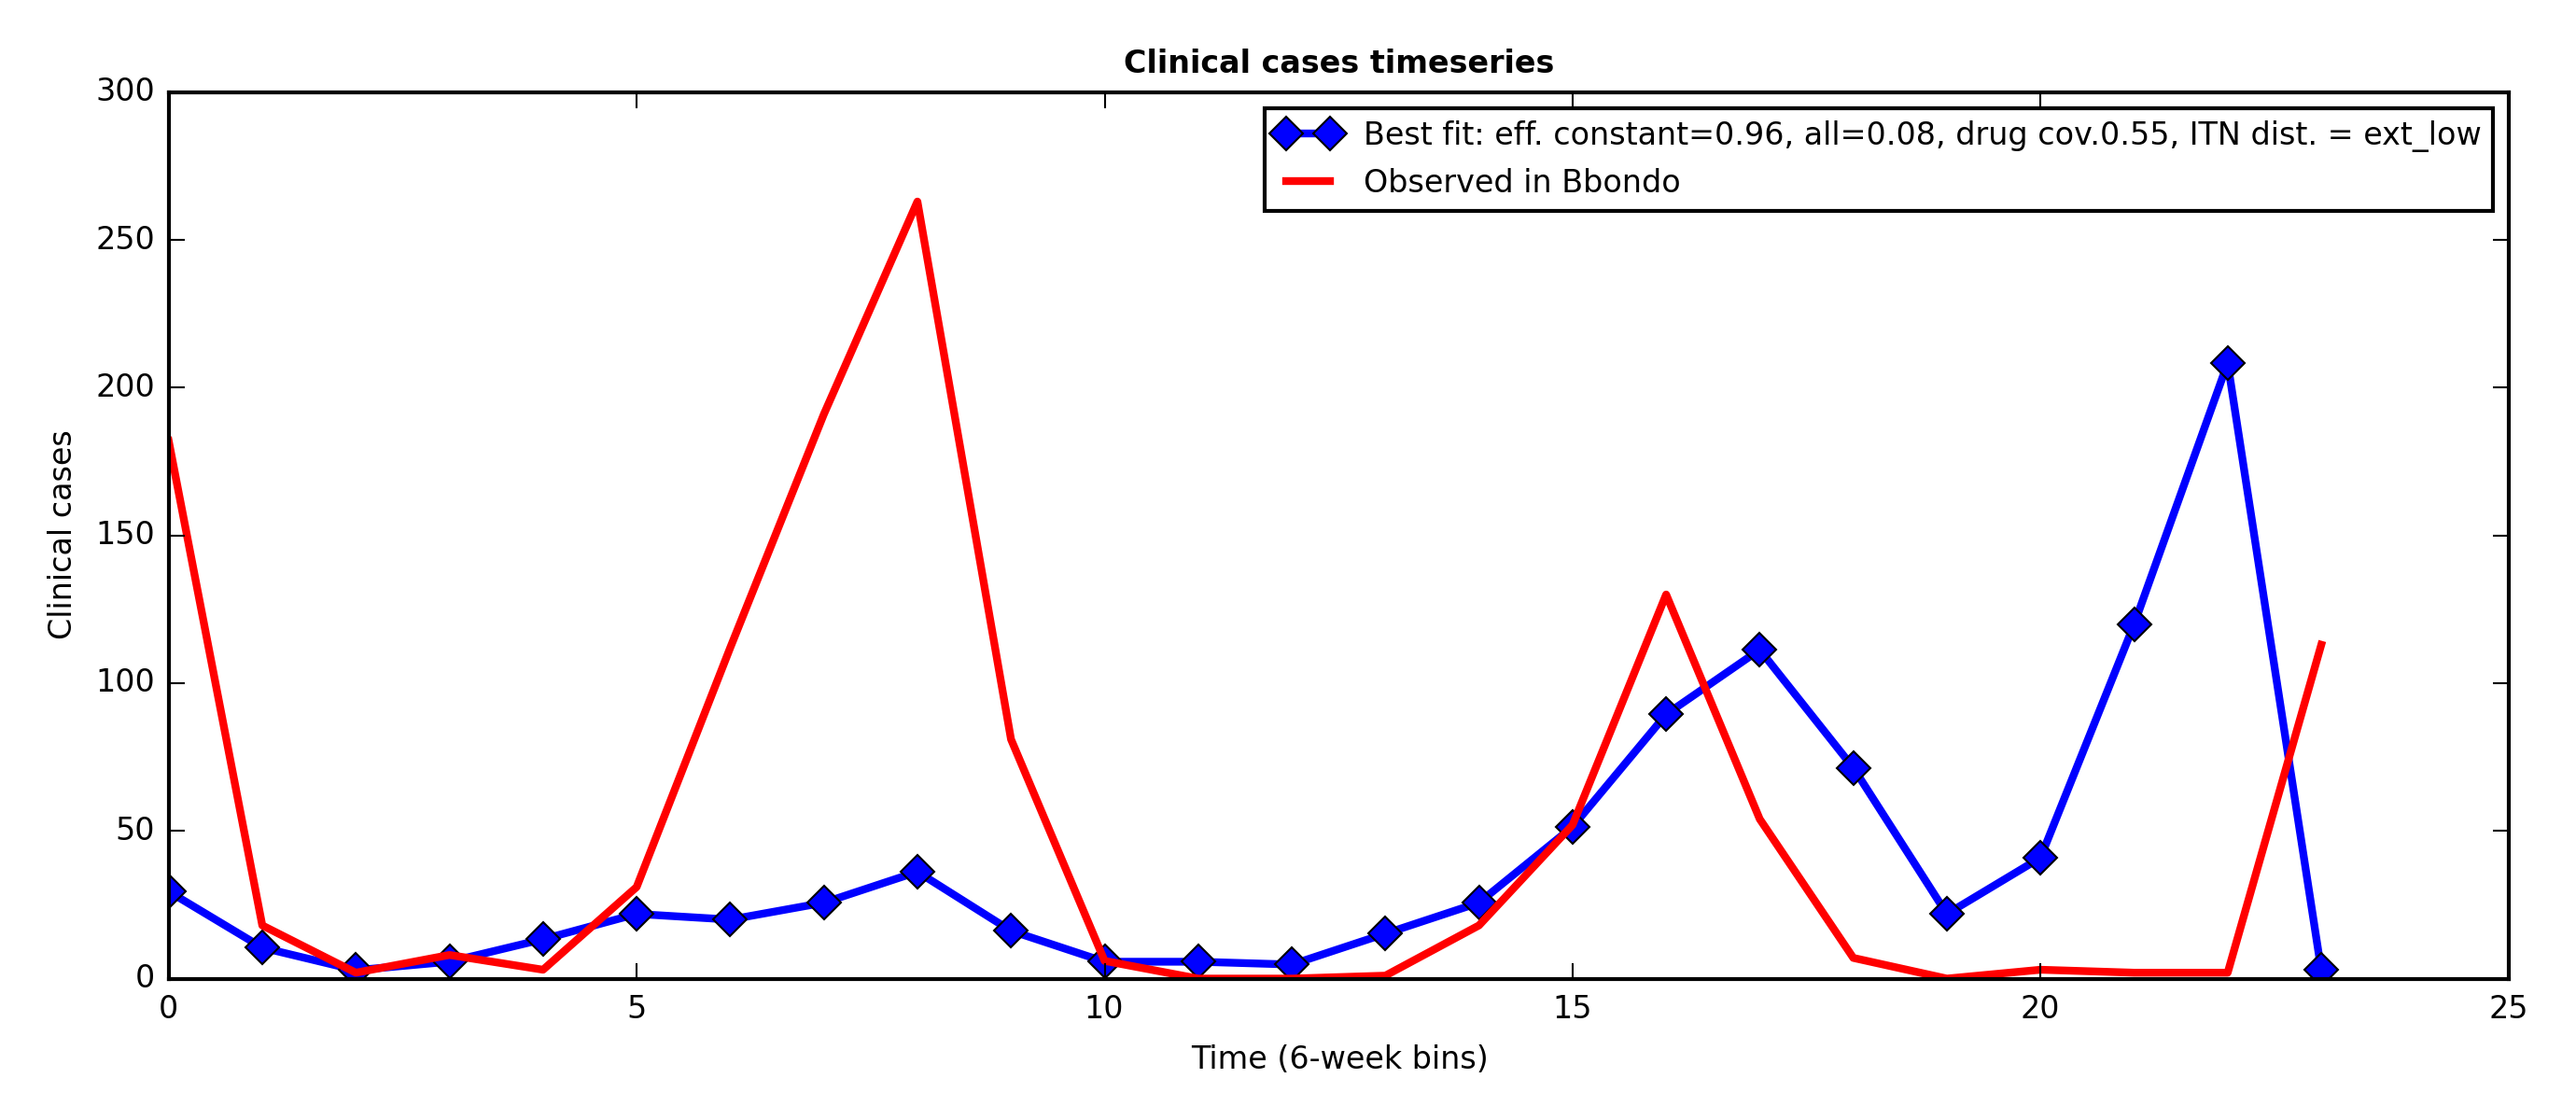 Clinical cases timeseries
300
250
200
150
100
50
0
Clinical cases
Best fit: eff. constant=0.96, all=0.08, drug cov.0.55, ITN dist. = ext_low
Observed in Bbondo
0 5 10 15 20 25
Time (6-week bins)